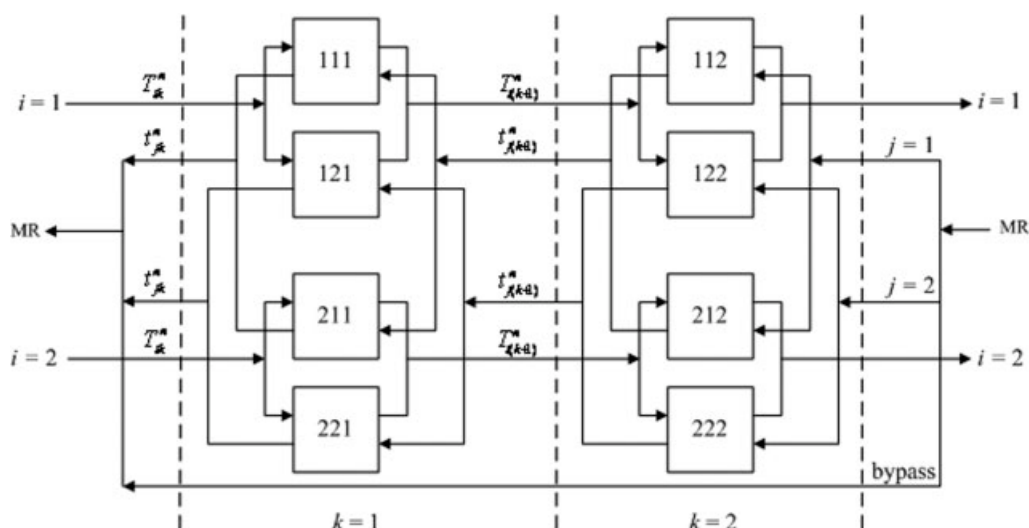 111
112
i = 1
i = 1
j = 1
121
122
MR
MR
211
212
j = 2
i = 2
i = 2
221
222
bypass
k = 1
k = 2